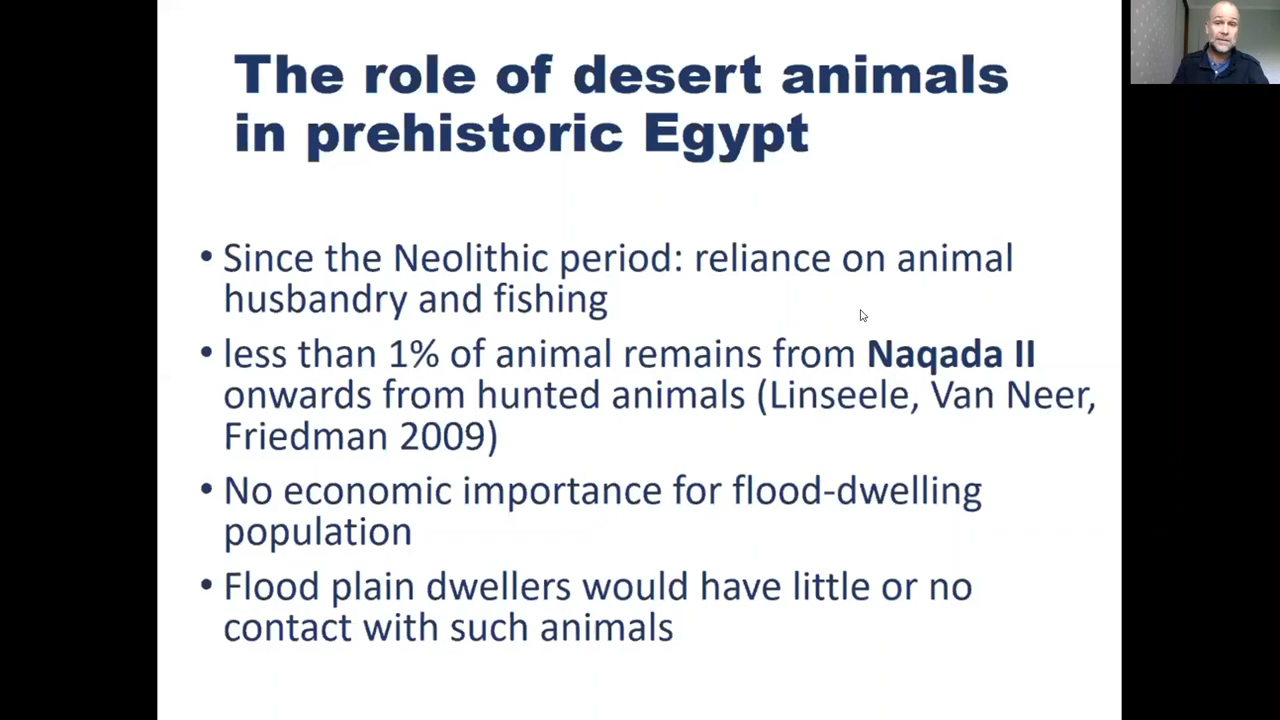 The role of desert animals
in prehistoric Egypt
• Since the Neolithic period: reliance on animal
husbandry and fishing
• less than 1% of animal remains from Naqada II
onwards from hunted animals (Linseele, Van Neer,
Friedman 2009)
• No economic importance for flood-dwelling
population
• Flood plain dwellers would have little or no
contact with such animals